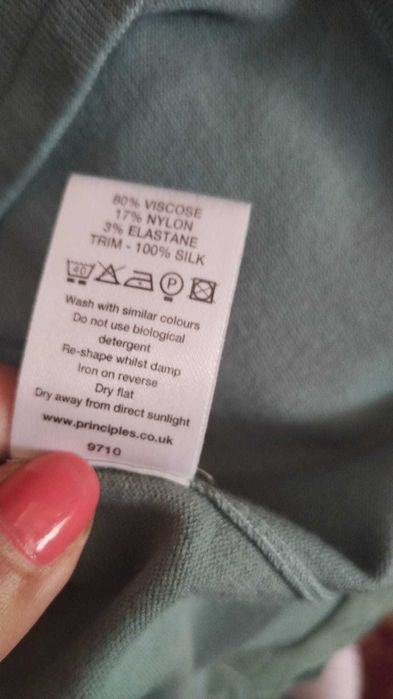 80% VISCOSE
17% NYLON
3% ELASTANE
TRIM - 100% SILK
40 P
Wash with similar colours
Do not use biological
detergent
Re-shape whilst damp
Iron on reverse
Dry flat
Dry away from direct sunlight
www.principles.co.uk
9710